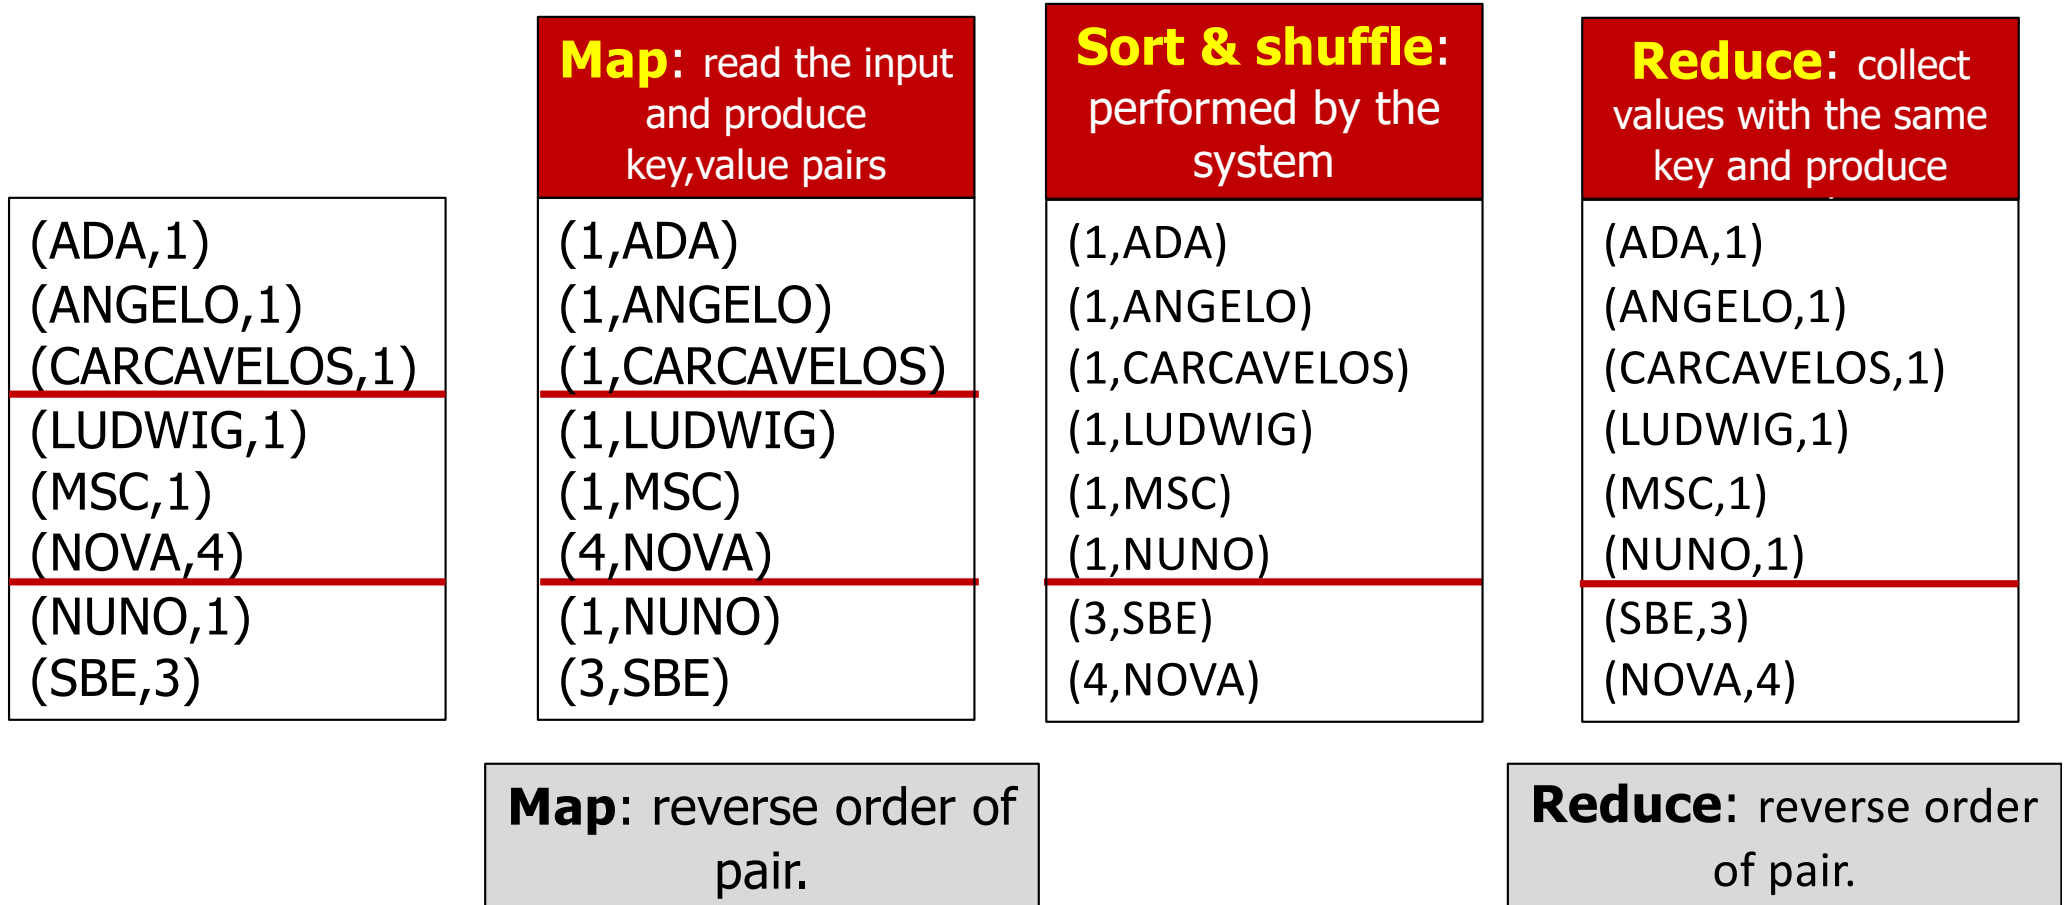 (ADA,1)
(ANGELO,1)
(CARCAVELOS,1)
(LUDWIG,1)
(MSC,1)
(NOVA,4)
(NUNO,1)
(SBE,3)
Map: read the input
and produce
key,value pairs
(1,ADA)
(1,ANGELO)
(1,CARCAVELOS)
(1,LUDWIG)
(1,MSC)
(4,NOVA)
(1,NUNO)
(3,SBE)
Map: reverse order of
pair.
Sort & shuffle:
performed by the
system
(1,ADA)
(1,ANGELO)
(1,CARCAVELOS)
(1,LUDWIG)
(1,MSC)
(1,NUNO)
(3,SBE)
(4,NOVA)
Reduce: collect
values with the same
key and produce
(ADA,1)
(ANGELO,1)
(CARCAVELOS,1)
(LUDWIG,1)
(MSC,1)
(NUNO,1)
(SBE,3)
(NOVA,4)
Reduce: reverse order
of pair.